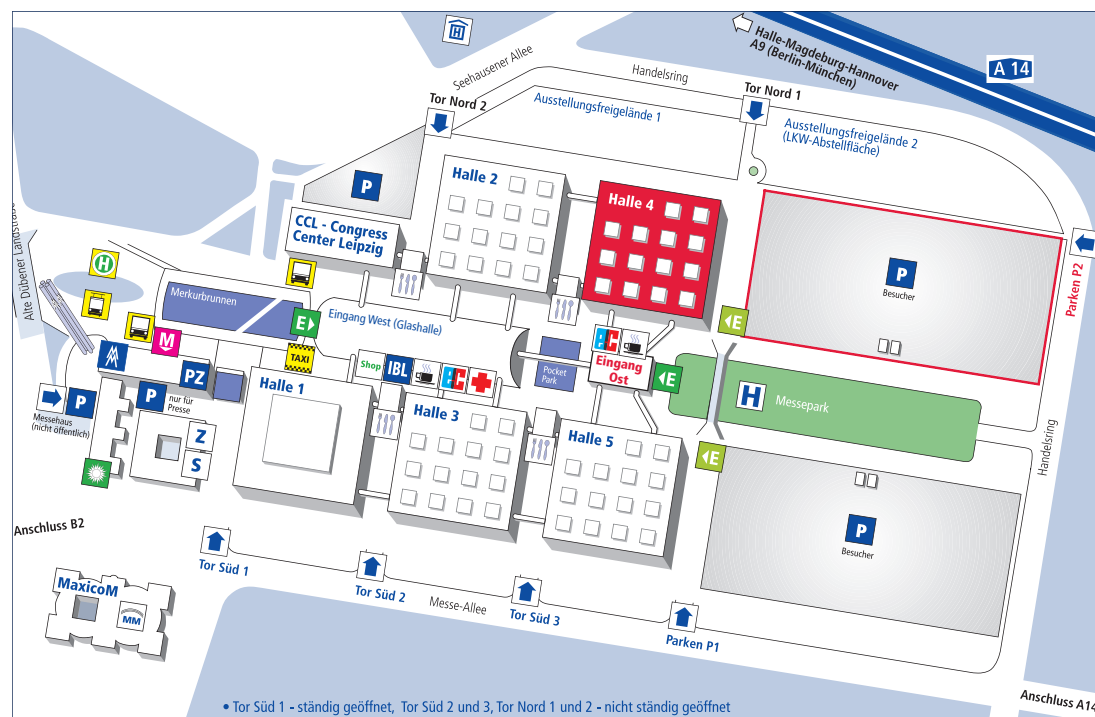 H
Seehausener Allee
Handelsring
Halle-Magdeburg-Hannover
A9 (Berlin-München)
A 14
Tor Nord 2
Tor Nord 1
Ausstellungsfreigelände 1
Ausstellungsfreigelände 2
(LKW-Abstellfläche)
P
Halle 2
Halle 4
CCL - Congress
Center Leipzig
P
Besucher
Parken P2
Alte Dübener Landstraße
H
Merkurbrunnen
E
Eingang West (Glashalle)
E
M
TAXI
EC
Eingang
Ost
E
Shop
IBL
EC
Pocket
Park
PZ
P
nur für
Presse
P
Messehaus
(nicht öffentlich)
Z
S
Halle 1
Halle 3
Halle 5
H
Messepark
E
Handelsring
P
Besucher
Anschluss B2
MaxicoM
MM
Tor Süd 1
Tor Süd 2
Messe-Allee
Tor Süd 3
Parken P1
Anschluss A14
• Tor Süd 1 - ständig geöffnet, Tor Süd 2 und 3, Tor Nord 1 und 2 - nicht ständig geöffnet